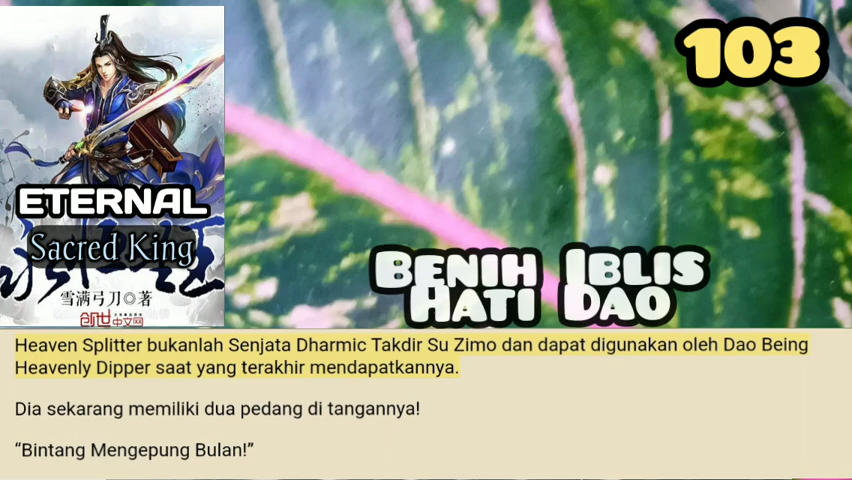 103
ETERNAL
Sacred King
雪满弓刀◎著
创世中文网
BENIH IBLIS
HATI DAO
Heaven Splitter bukanlah Senjata Dharmic Takdir Su Zimo dan dapat digunakan oleh Dao Being
Heavenly Dipper saat yang terakhir mendapatkannya.
Dia sekarang memiliki dua pedang di tangannya!
“Bintang Mengepung Bulan!”